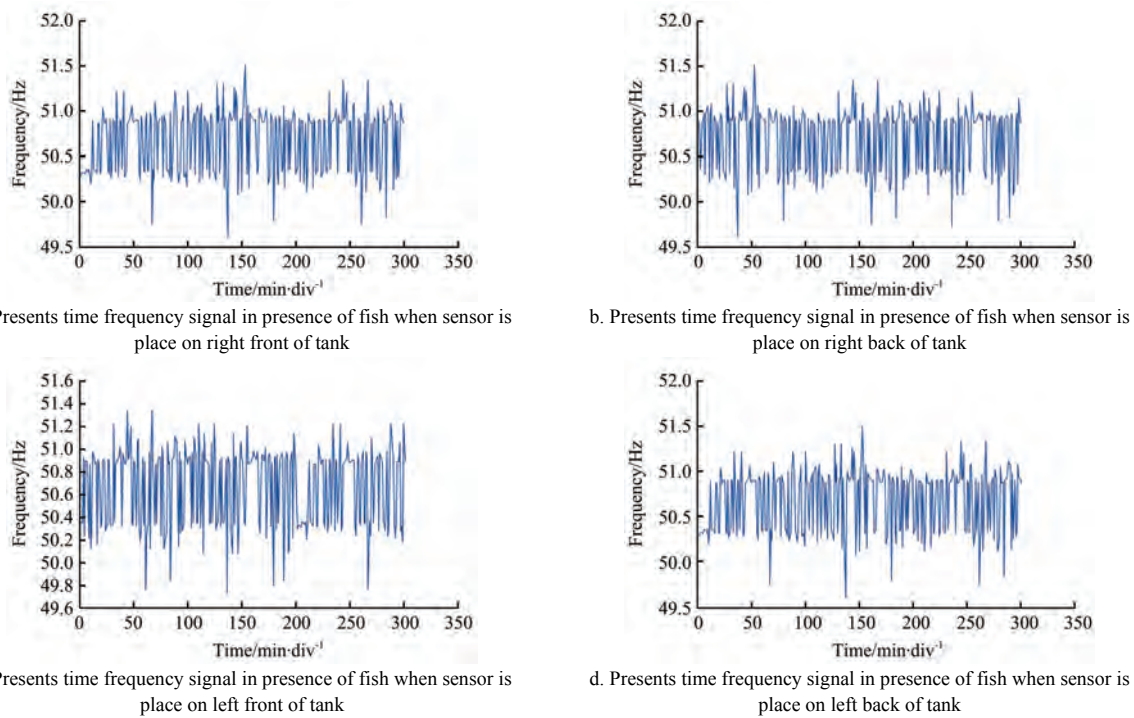 52.0
51.5
51.0
50.5
50.0
49.5
Frequency/Hz
0 50 100 150 200 250 300 350
Time/min·div⁻¹
Presents time frequency signal in presence of fish when sensor is
place on right front of tank
52.0
51.5
51.0
50.5
50.0
49.5
Frequency/Hz
0 50 100 150 200 250 300 350
Time/min·div⁻¹
b. Presents time frequency signal in presence of fish when sensor is
place on right back of tank
51.6
51.4
51.2
51.0
50.8
50.6
50.4
50.2
50.0
49.8
49.6
Frequency/Hz
0 50 100 150 200 250 300 350
Time/min·div⁻¹
Presents time frequency signal in presence of fish when sensor is
place on left front of tank
52.0
51.5
51.0
50.5
50.0
49.5
Frequency/Hz
0 50 100 150 200 250 300 350
Time/min·div⁻¹
d. Presents time frequency signal in presence of fish when sensor is
place on left back of tank